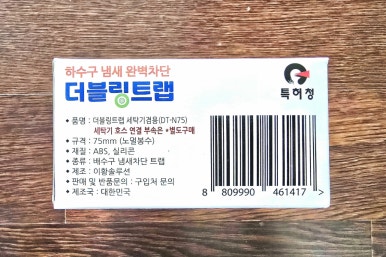 하수구 냄새 완벽차단
더블링트랩
특허청
• 품명 : 더블링트랩 세탁기겸용(DT-N75)
세탁기 호스 연결 부속은 *별도구매
• 규격 : 75mm (노멀봉수)
• 재질 : ABS, 실리콘
• 종류 : 배수구 냄새차단 트랩
• 제조 : 이황솔루션
• 판매 및 반품문의 : 구입처 문의
• 제조국 : 대한민국
8 809990 461417 >